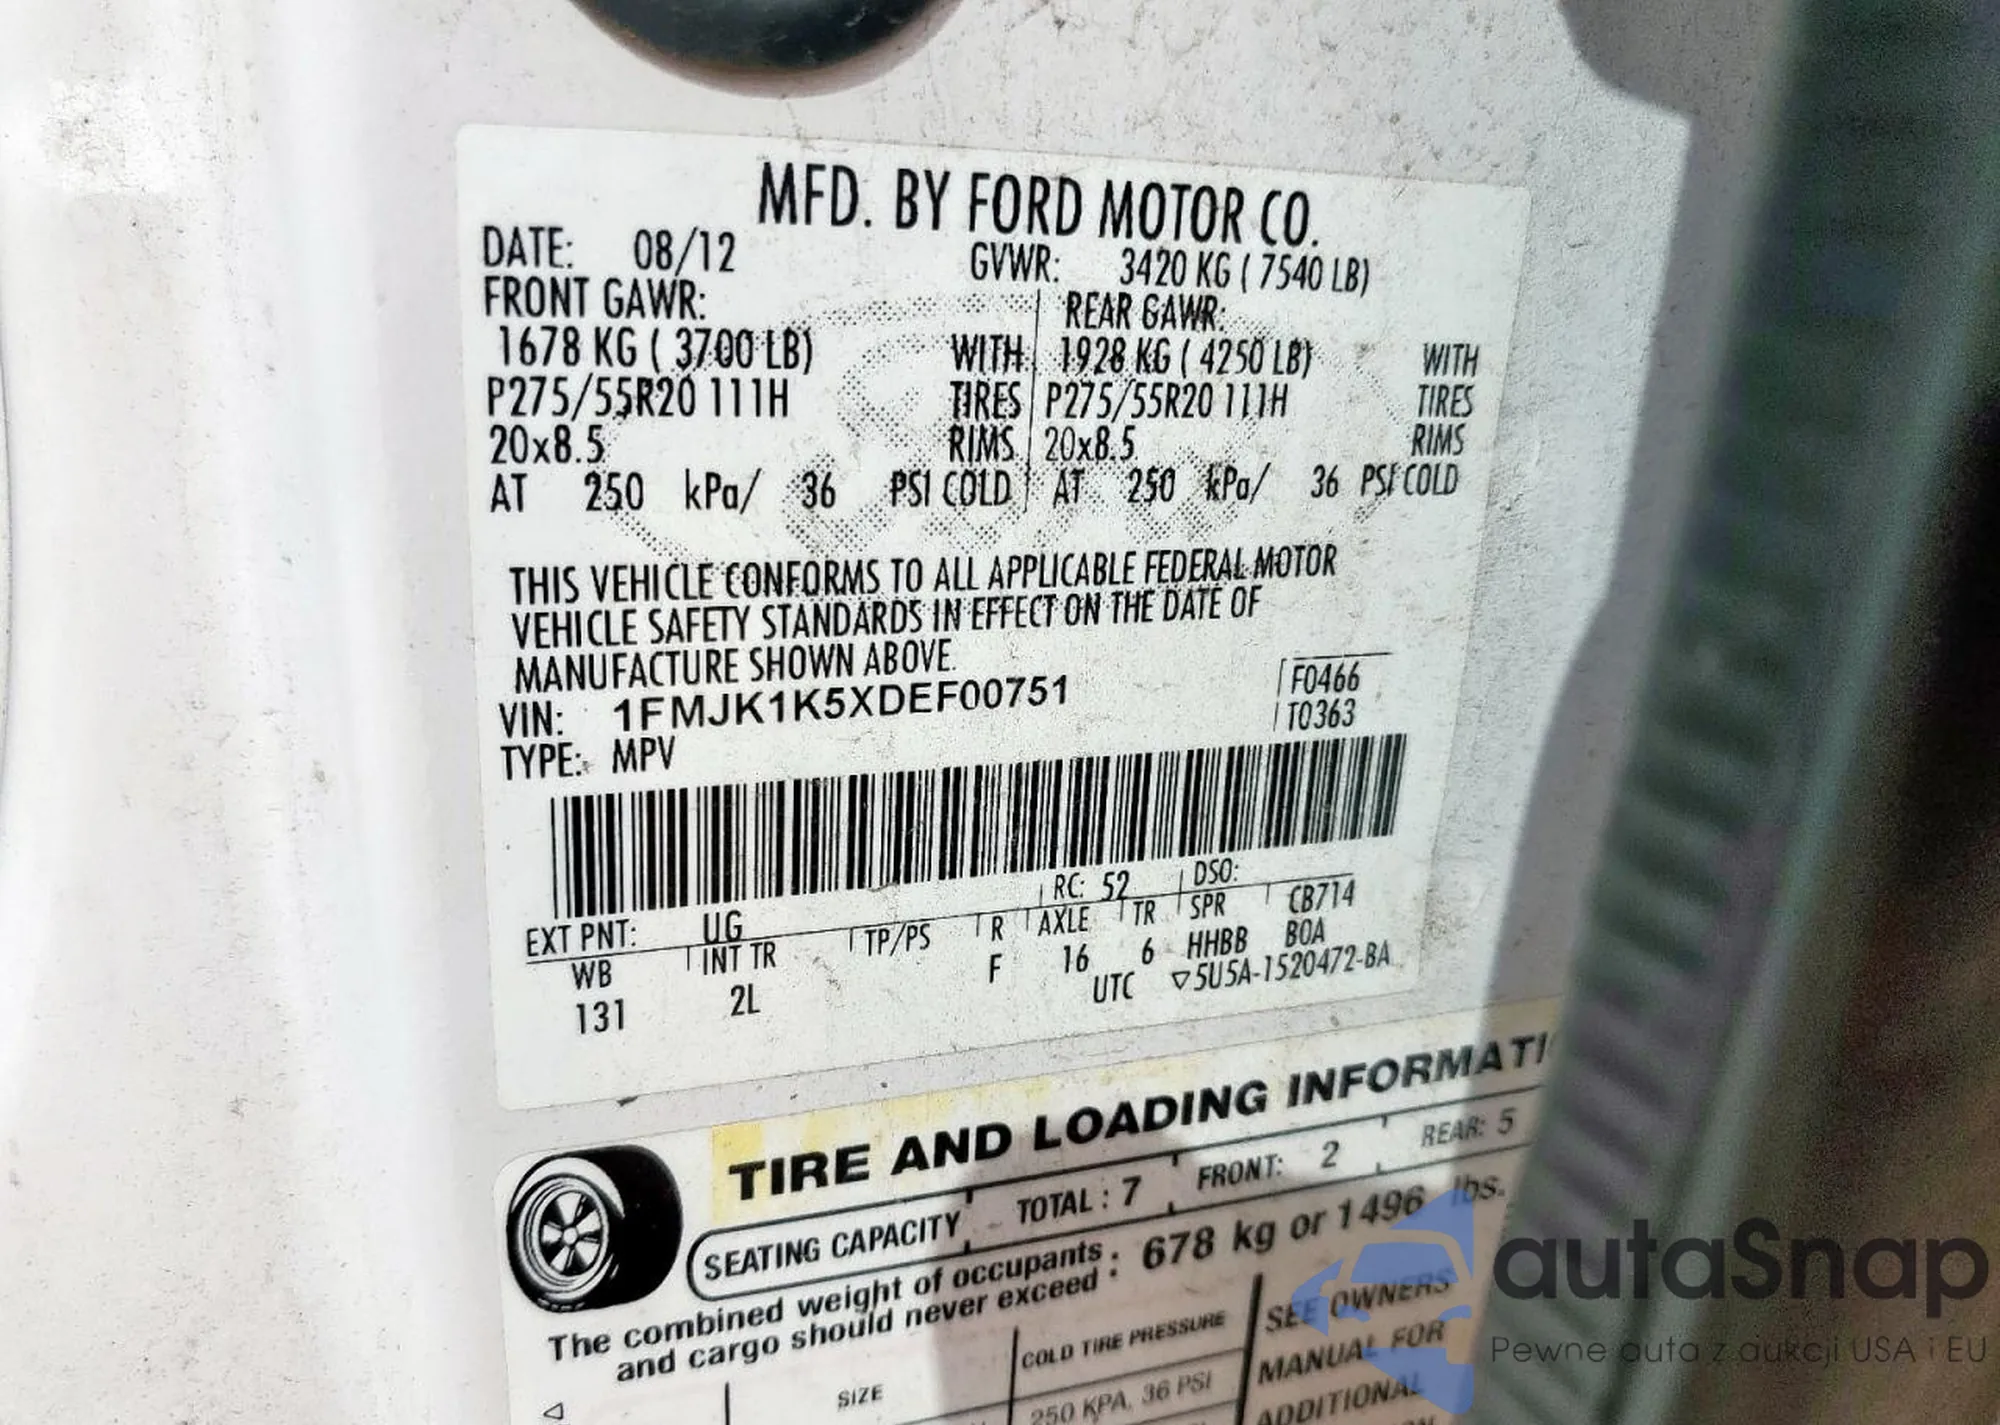 MFD. BY FORD MOTOR CO.
DATE: 08/12 GVWR: 3420 KG ( 7540 LB)
FRONT GAWR: REAR GAWR:
1678 KG ( 3700 LB) WITH 1928 KG ( 4250 LB) WITH
P275/55R20 111H TIRES P275/55R20 111H TIRES
20x8.5 RIMS 20x8.5 RIMS
AT 250 kPa/ 36 PSI COLD AT 250 kPa/ 36 PSI COLD
THIS VEHICLE CONFORMS TO ALL APPLICABLE FEDERAL MOTOR
VEHICLE SAFETY STANDARDS IN EFFECT ON THE DATE OF
MANUFACTURE SHOWN ABOVE.
VIN: 1FMJK1K5XDEF00751 F0466
TYPE: MPV T0363
RC: 52 DSO:
EXT PNT: UG
WB INT TR TP/PS R AXLE TR SPR CB714
131 2L F 16 6 HHBB BOA
UTC ▽5U5A-1520472-BA
TIRE AND LOADING INFORMATI
SEATING CAPACITY TOTAL : 7 FRONT: 2 REAR: 5
The combined weight of occupants : 678 kg or 1496 lbs.
and cargo should never exceed :
SIZE COLD TIRE PRESSURE SEE OWNERS
250 KPA, 36 PSI MANUAL FOR
ADDITIONAL
autaSnap
Pewne auta z aukcji USA i EU